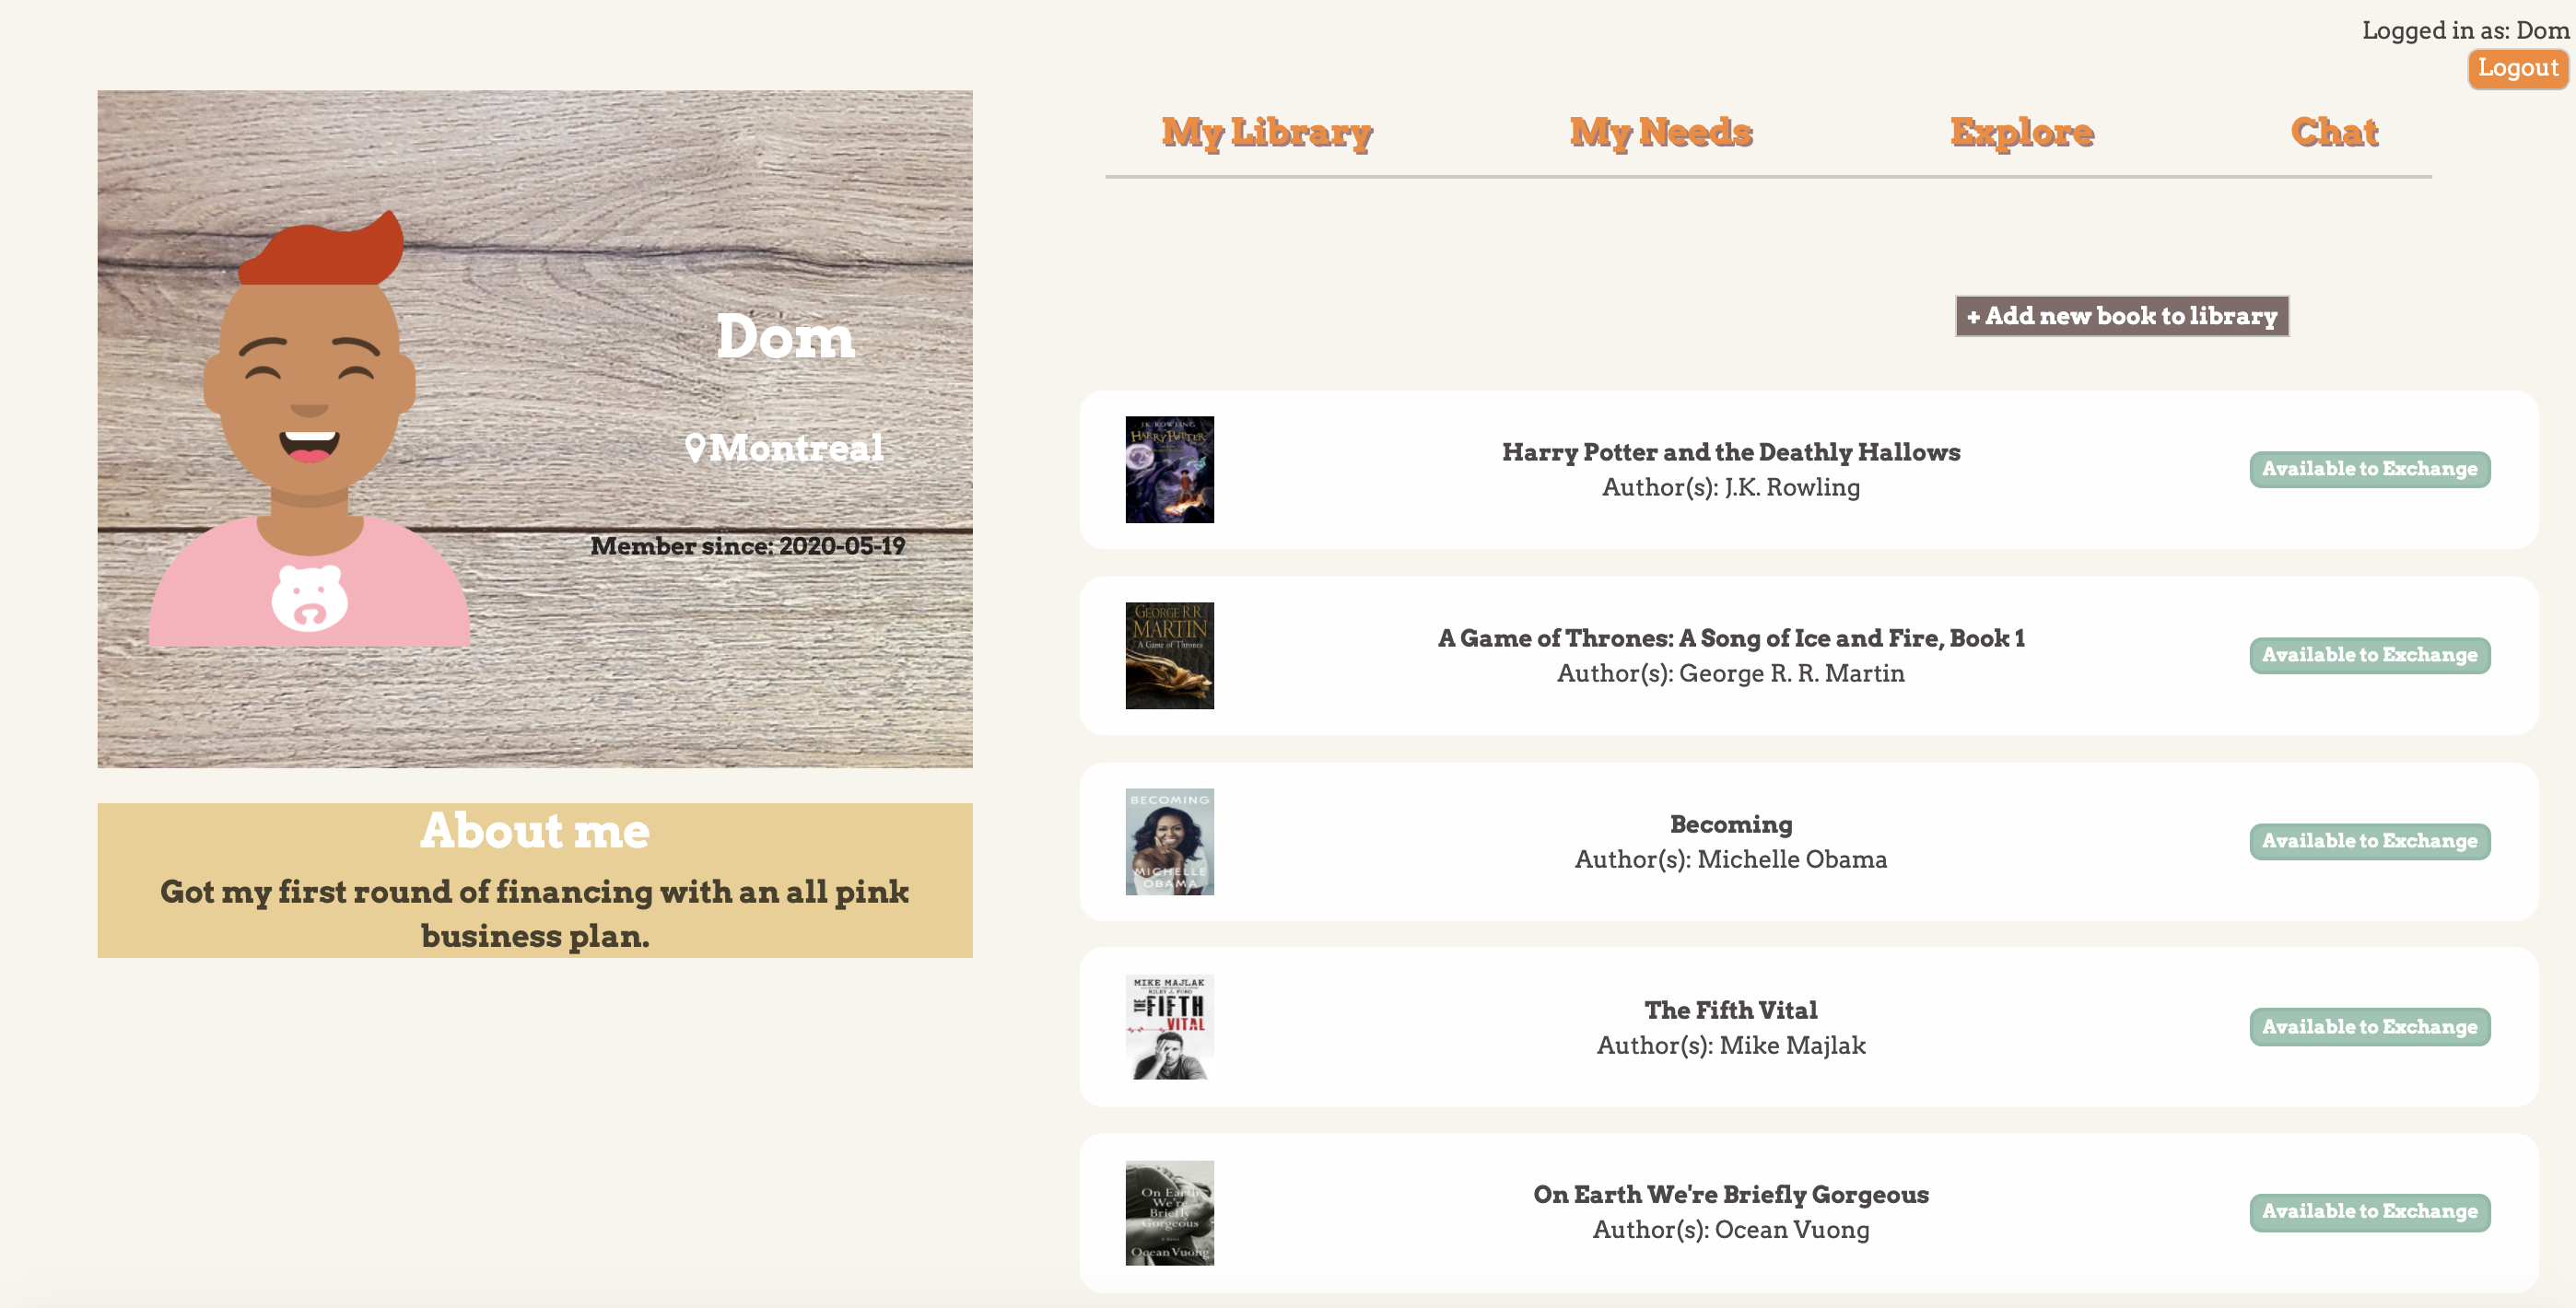 Logged in as: Dom
Logout
My Library
My Needs
Explore
Chat
Dom
Montreal
Member since: 2020-05-19
About me
Got my first round of financing with an all pink
business plan.
+ Add new book to library
J.K. ROWLING
HARRY POTTER
Harry Potter and the Deathly Hallows
Author(s): J.K. Rowling
Available to Exchange
GEORGE R.R.
MARTIN
A Game of Thrones
A Game of Thrones: A Song of Ice and Fire, Book 1
Author(s): George R. R. Martin
Available to Exchange
BECOMING
MICHELLE
OBAMA
Becoming
Author(s): Michelle Obama
Available to Exchange
MIKE MAJLAK
RILEY J. FORD
THE FIFTH
VITAL
The Fifth Vital
Author(s): Mike Majlak
Available to Exchange
On Earth
We're
Briefly
Gorgeous
A Novel
Ocean Vuong
On Earth We're Briefly Gorgeous
Author(s): Ocean Vuong
Available to Exchange